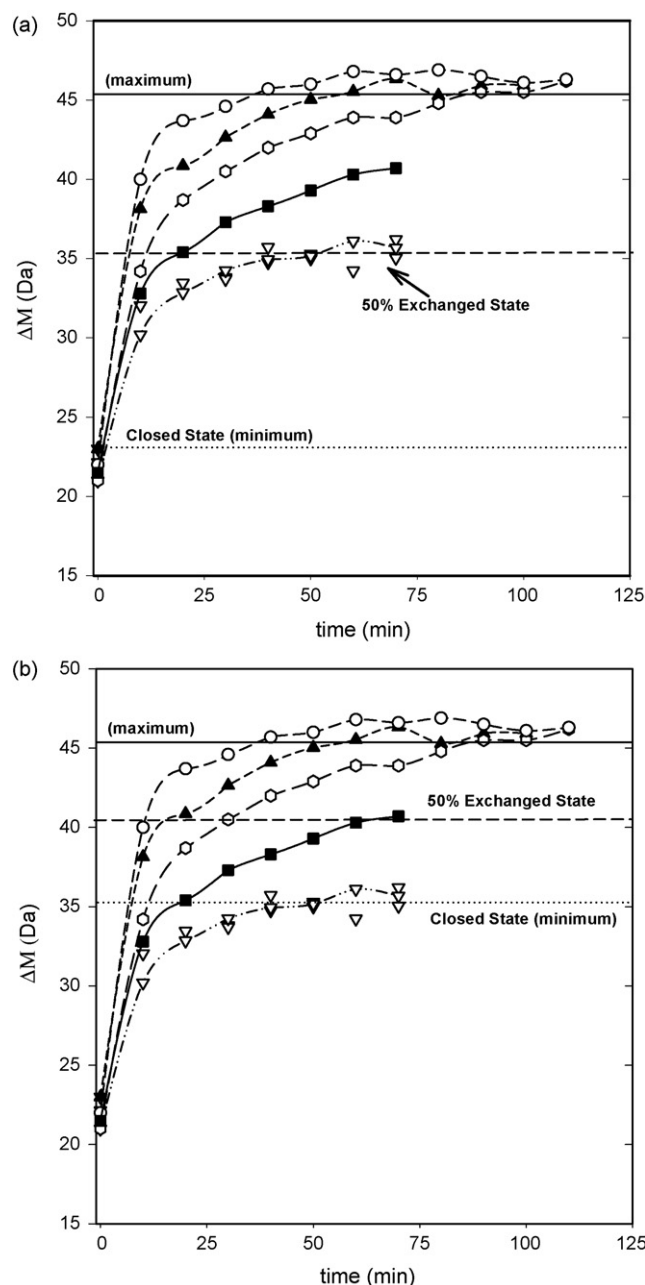 (a)
50
(maximum)
45
40
35
50% Exchanged State
30
ΔM (Da)
25
Closed State (minimum)
20
15
0 25 50 75 100 125
time (min)
(b)
50
(maximum)
45
50% Exchanged State
40
35
Closed State (minimum)
30
ΔM (Da)
25
20
15
0 25 50 75 100 125
time (min)